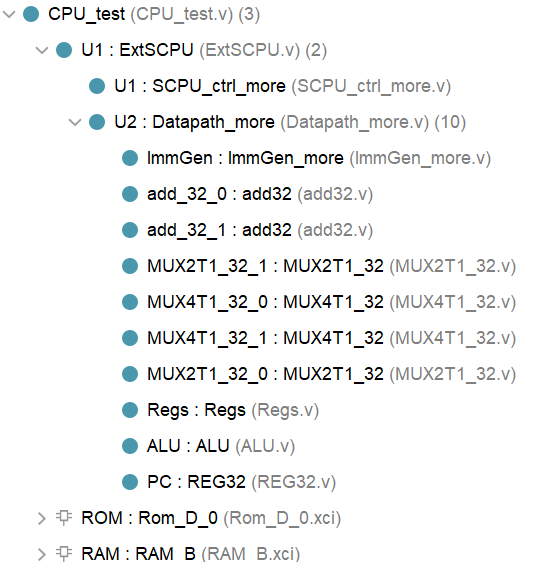 CPU_test (CPU_test.v) (3)
U1 : ExtSCPU (ExtSCPU.v) (2)
U1 : SCPU_ctrl_more (SCPU_ctrl_more.v)
U2 : Datapath_more (Datapath_more.v) (10)
ImmGen : ImmGen_more (ImmGen_more.v)
add_32_0 : add32 (add32.v)
add_32_1 : add32 (add32.v)
MUX2T1_32_1 : MUX2T1_32 (MUX2T1_32.v)
MUX4T1_32_0 : MUX4T1_32 (MUX4T1_32.v)
MUX4T1_32_1 : MUX4T1_32 (MUX4T1_32.v)
MUX2T1_32_0 : MUX2T1_32 (MUX2T1_32.v)
Regs : Regs (Regs.v)
ALU : ALU (ALU.v)
PC : REG32 (REG32.v)
ROM : Rom_D_0 (Rom_D_0.xci)
RAM : RAM_B (RAM_B.xci)